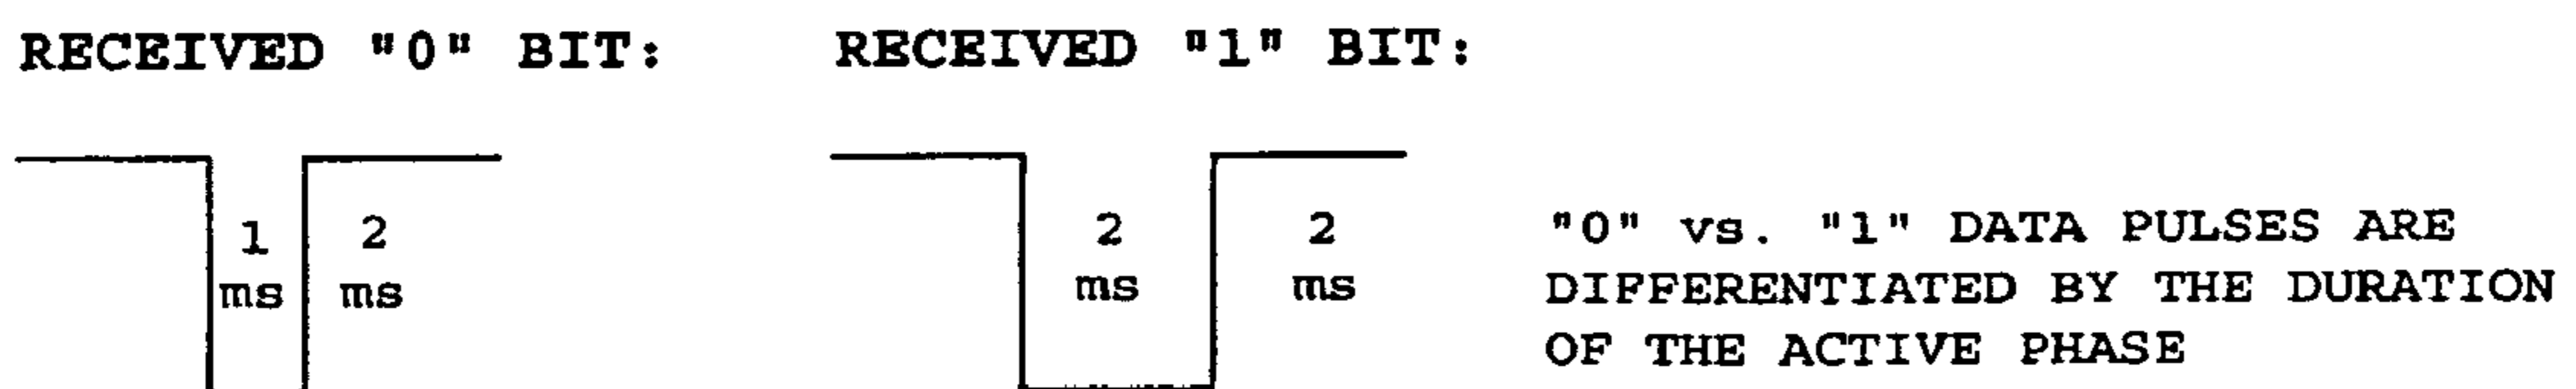 RECEIVED "0" BIT:
RECEIVED "1" BIT:
1
ms
2
ms
2
ms
2
ms
"0" vs. "1" DATA PULSES ARE
DIFFERENTIATED BY THE DURATION
OF THE ACTIVE PHASE